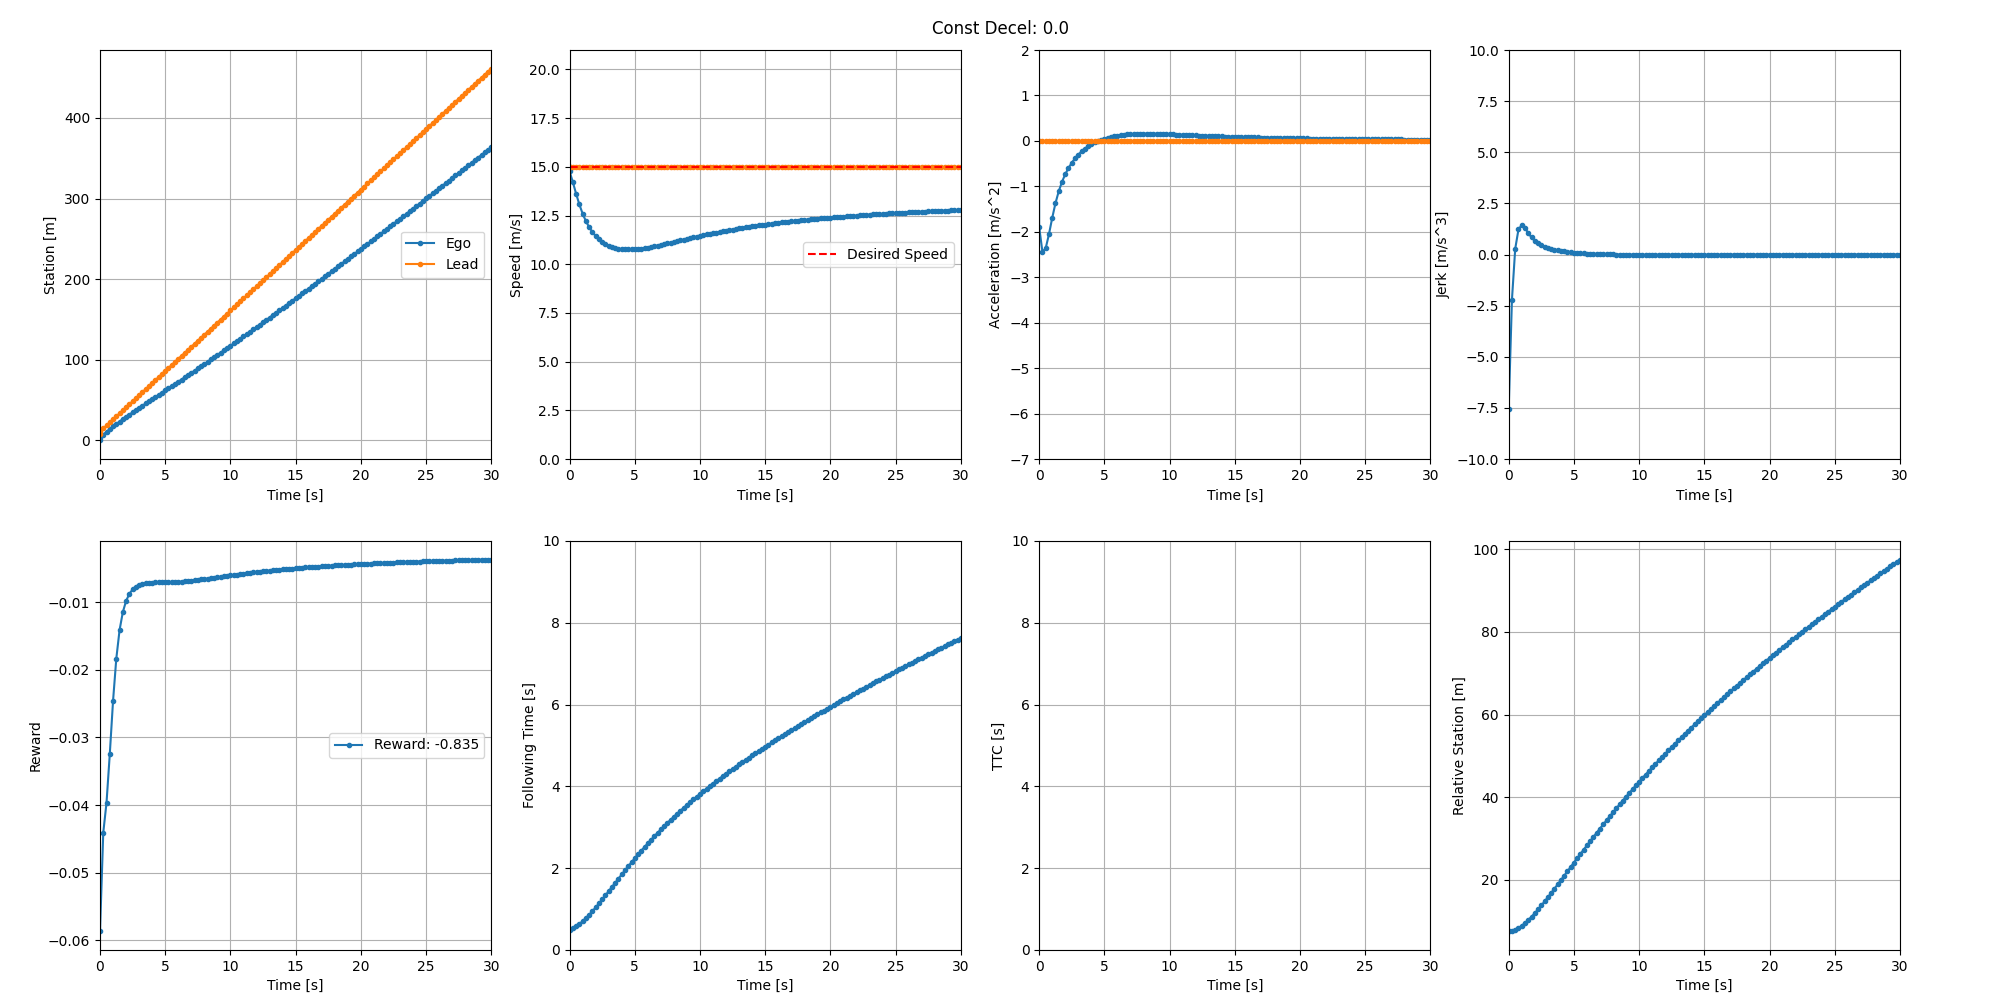 Const Decel: 0.0
Station [m]
400
300
200
100
0
Ego
Lead
0 5 10 15 20 25 30
Time [s]
Speed [m/s]
20.0
17.5
15.0
12.5
10.0
7.5
5.0
2.5
0.0
Desired Speed
0 5 10 15 20 25 30
Time [s]
Acceleration [m/s^2]
2
1
0
−1
−2
−3
−4
−5
−6
−7
0 5 10 15 20 25 30
Time [s]
Jerk [m/s^3]
10.0
7.5
5.0
2.5
0.0
−2.5
−5.0
−7.5
−10.0
0 5 10 15 20 25 30
Time [s]
Reward
−0.01
−0.02
−0.03
−0.04
−0.05
−0.06
Reward: -0.835
0 5 10 15 20 25 30
Time [s]
Following Time [s]
10
8
6
4
2
0
0 5 10 15 20 25 30
Time [s]
TTC [s]
10
8
6
4
2
0
0 5 10 15 20 25 30
Time [s]
Relative Station [m]
100
80
60
40
20
0 5 10 15 20 25 30
Time [s]